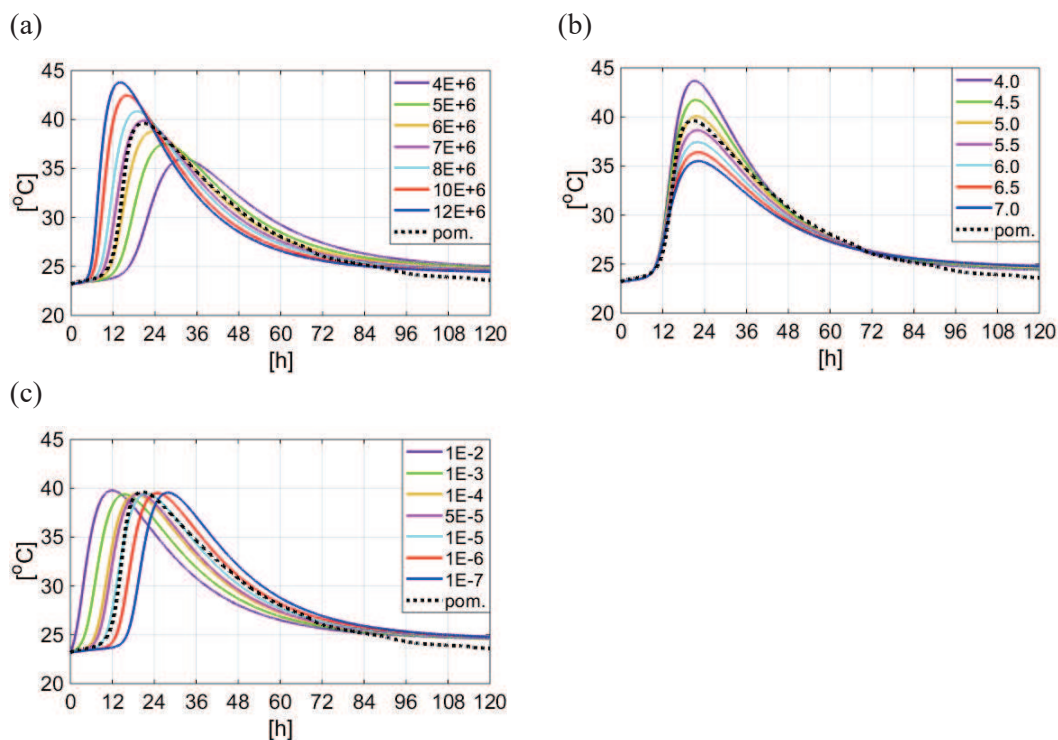 (a)
45
40
35
30
25
20
[°C]
0 12 24 36 48 60 72 84 96 108 120
[h]
4E+6
5E+6
6E+6
7E+6
8E+6
10E+6
12E+6
pom.
(b)
45
40
35
30
25
20
[°C]
0 12 24 36 48 60 72 84 96 108 120
[h]
4.0
4.5
5.0
5.5
6.0
6.5
7.0
pom.
(c)
45
40
35
30
25
20
[°C]
0 12 24 36 48 60 72 84 96 108 120
[h]
1E-2
1E-3
1E-4
5E-5
1E-5
1E-6
1E-7
pom.